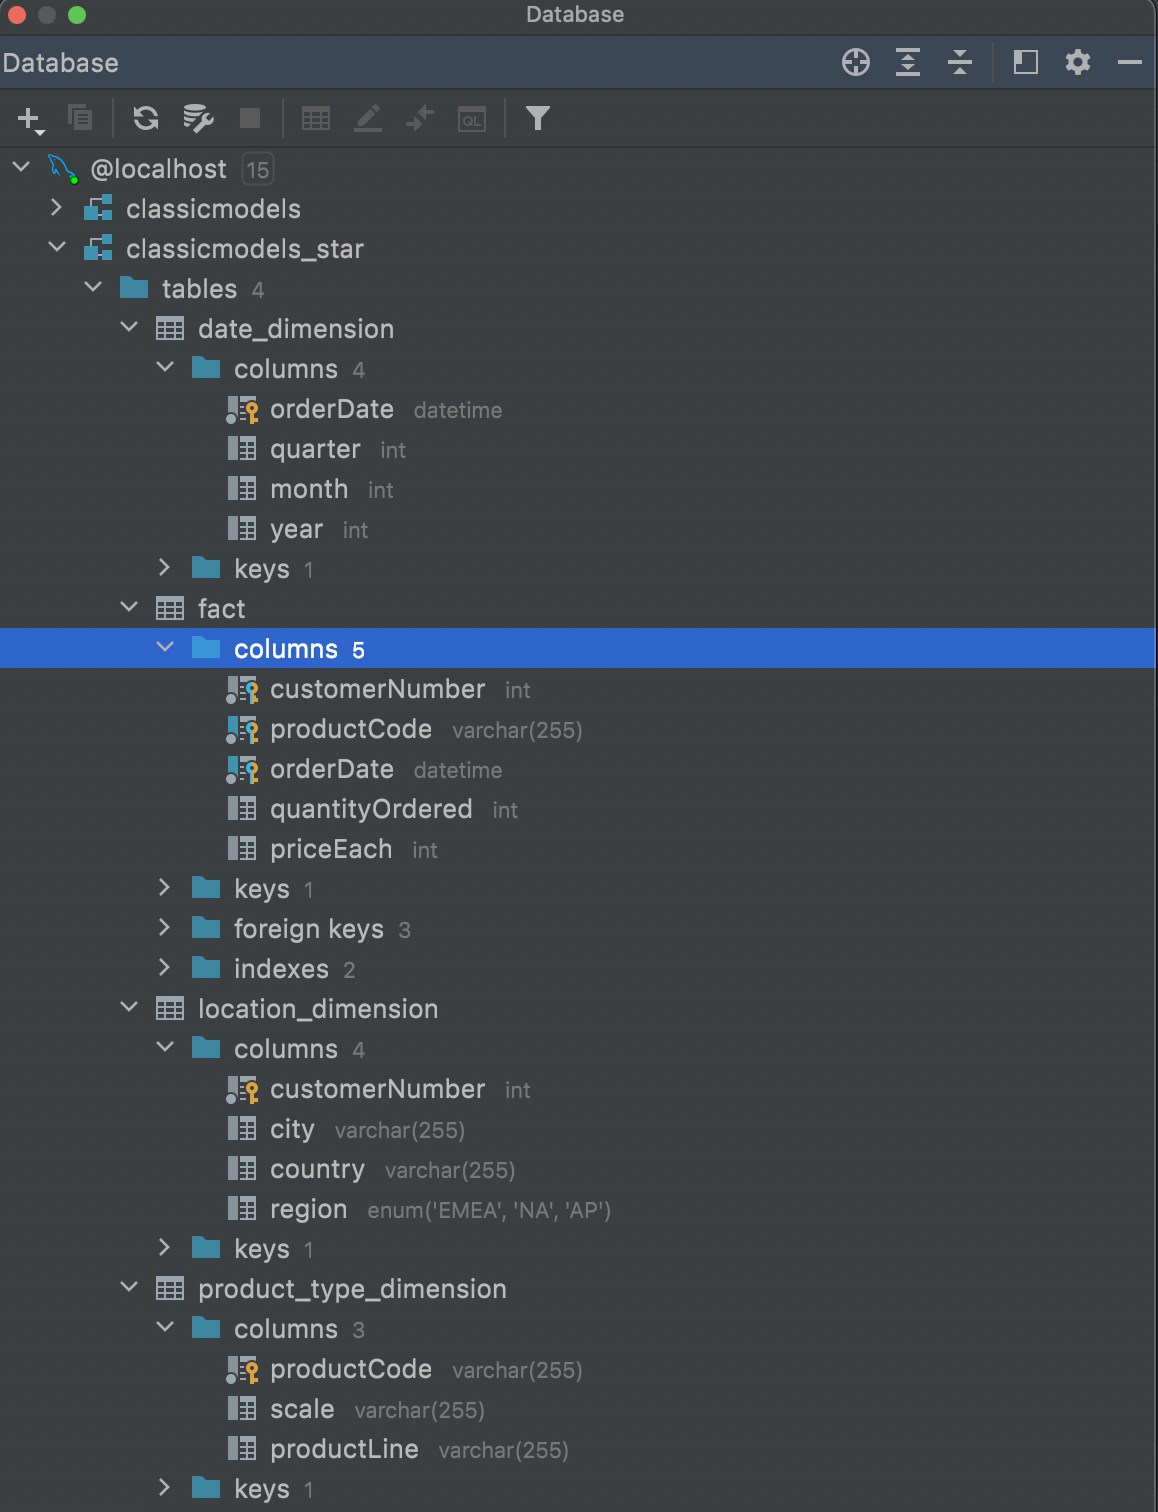 Database
Database
QL
@localhost 15
classicmodels
classicmodels_star
tables 4
date_dimension
columns 4
orderDate datetime
quarter int
month int
year int
keys 1
fact
columns 5
customerNumber int
productCode varchar(255)
orderDate datetime
quantityOrdered int
priceEach int
keys 1
foreign keys 3
indexes 2
location_dimension
columns 4
customerNumber int
city varchar(255)
country varchar(255)
region enum('EMEA', 'NA', 'AP')
keys 1
product_type_dimension
columns 3
productCode varchar(255)
scale varchar(255)
productLine varchar(255)
keys 1